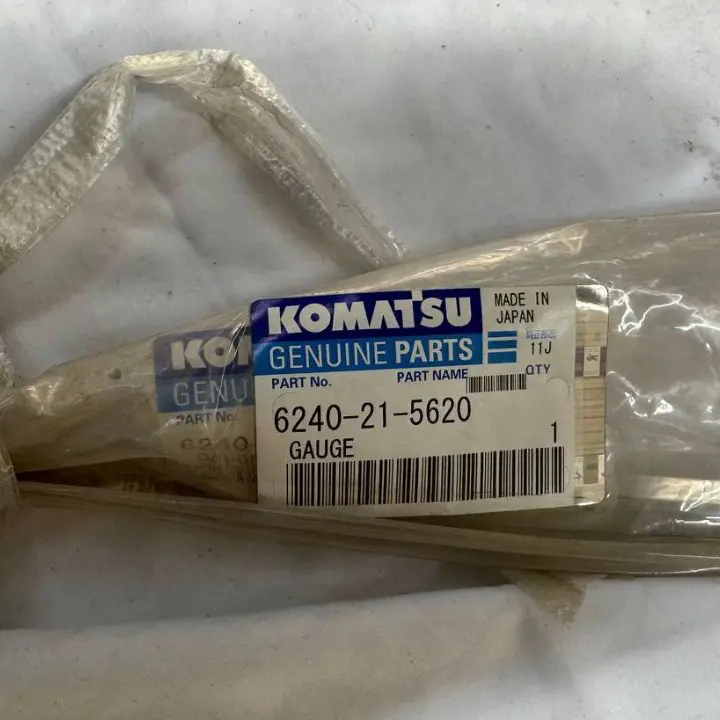 KOMATSU
MADE IN
JAPAN
GENUINE PARTS
11J
PART No.
PART NAME
QTY
6240-21-5620
GAUGE
1
KO
GENU
PART No.
6240